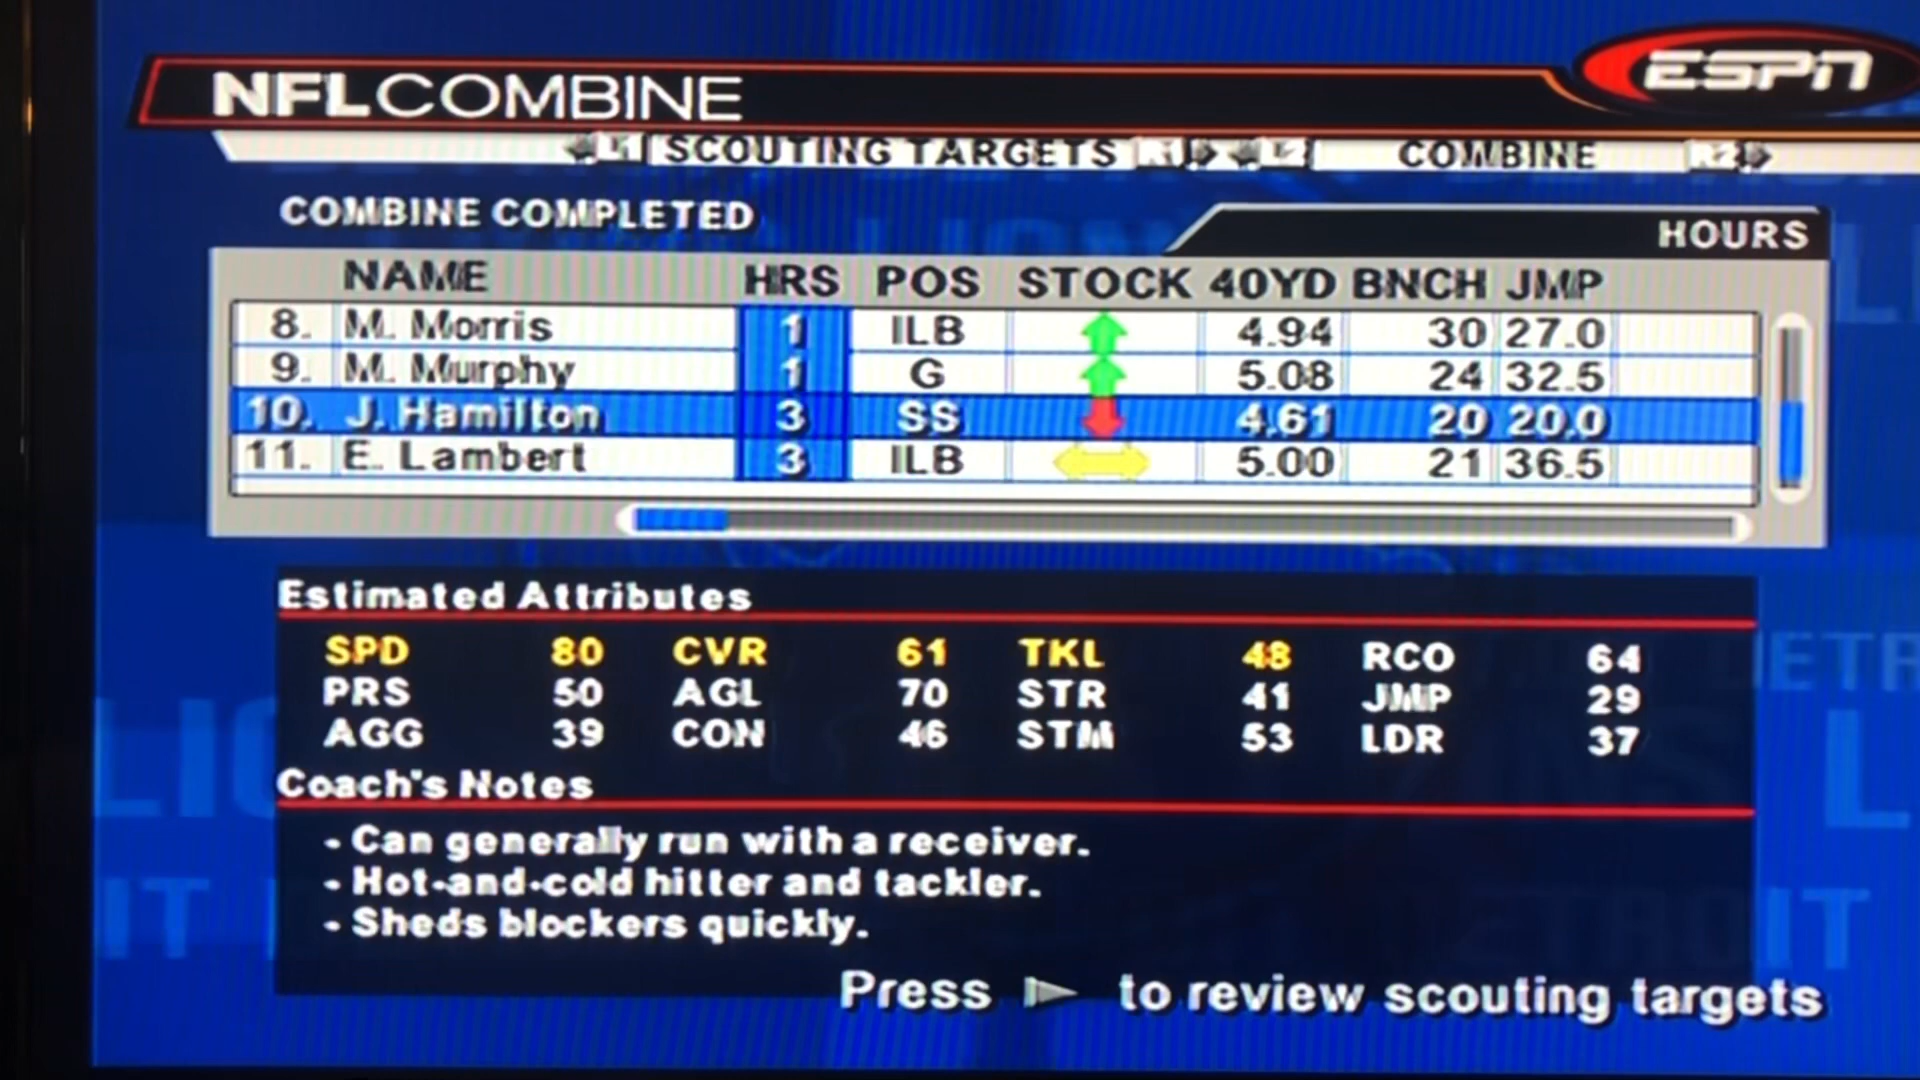 ESPN
NFL COMBINE
L1 SCOUTING TARGETS R1 L2 COMBINE R2
COMBINE COMPLETED
HOURS
NAME HRS POS STOCK 40YD BNCH JMP
8. M. Morris 1 ILB 4.94 30 27.0
9. M. Murphy 1 G 5.08 24 32.5
10. J. Hamilton 3 SS 4.61 20 20.0
11. E. Lambert 3 ILB 5.00 21 36.5
Estimated Attributes
SPD 80 CVR 61 TKL 48 RCO 64
PRS 50 AGL 70 STR 41 JMP 29
AGG 39 CON 46 STM 53 LDR 37
Coach's Notes
- Can generally run with a receiver.
- Hot-and-cold hitter and tackler.
- Sheds blockers quickly.
Press to review scouting targets